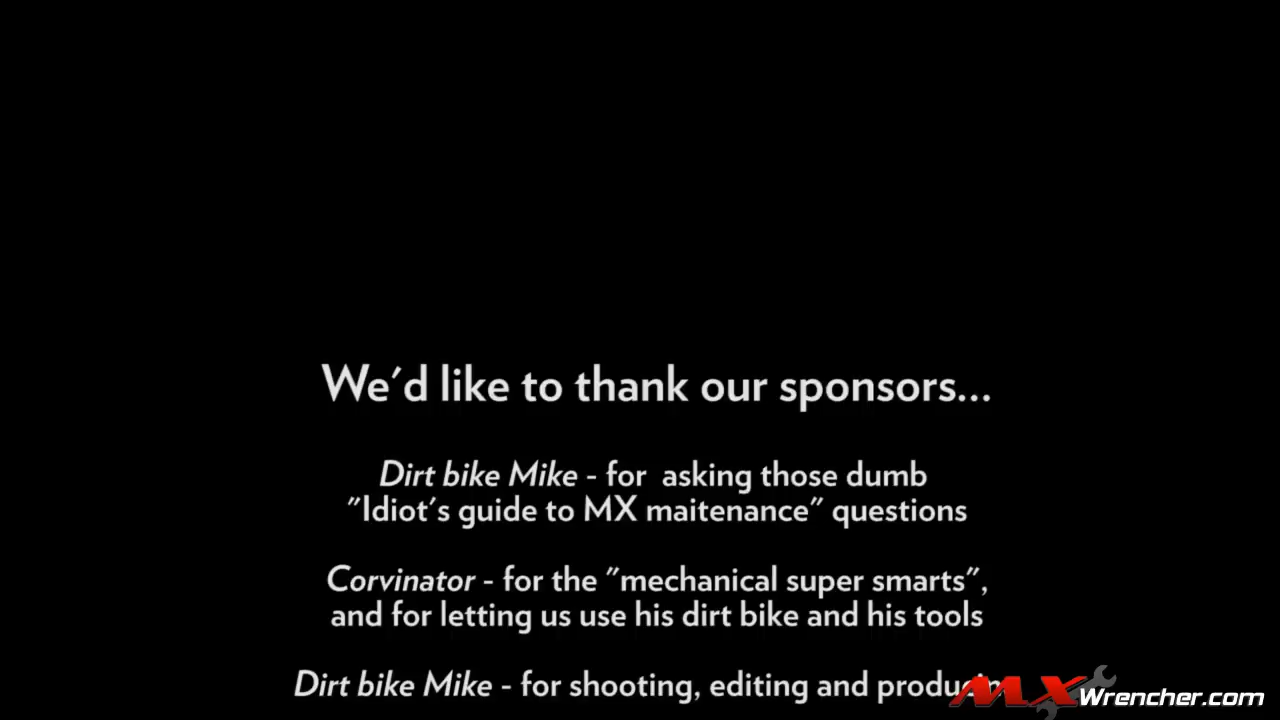 We'd like to thank our sponsors...
Dirt bike Mike - for asking those dumb
"Idiot's guide to MX maitenance" questions
Corvinator - for the "mechanical super smarts",
and for letting us use his dirt bike and his tools
Dirt bike Mike - for shooting, editing and
MXWrencher.com